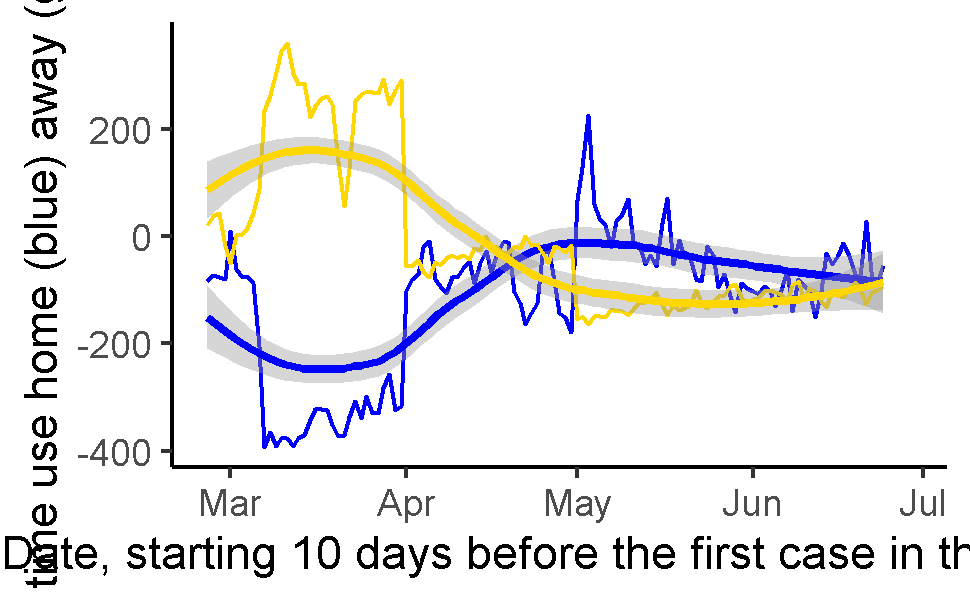 time use home (blue) away (
200
0
-200
-400
Mar Apr May Jun Jul
Date, starting 10 days before the first case in th